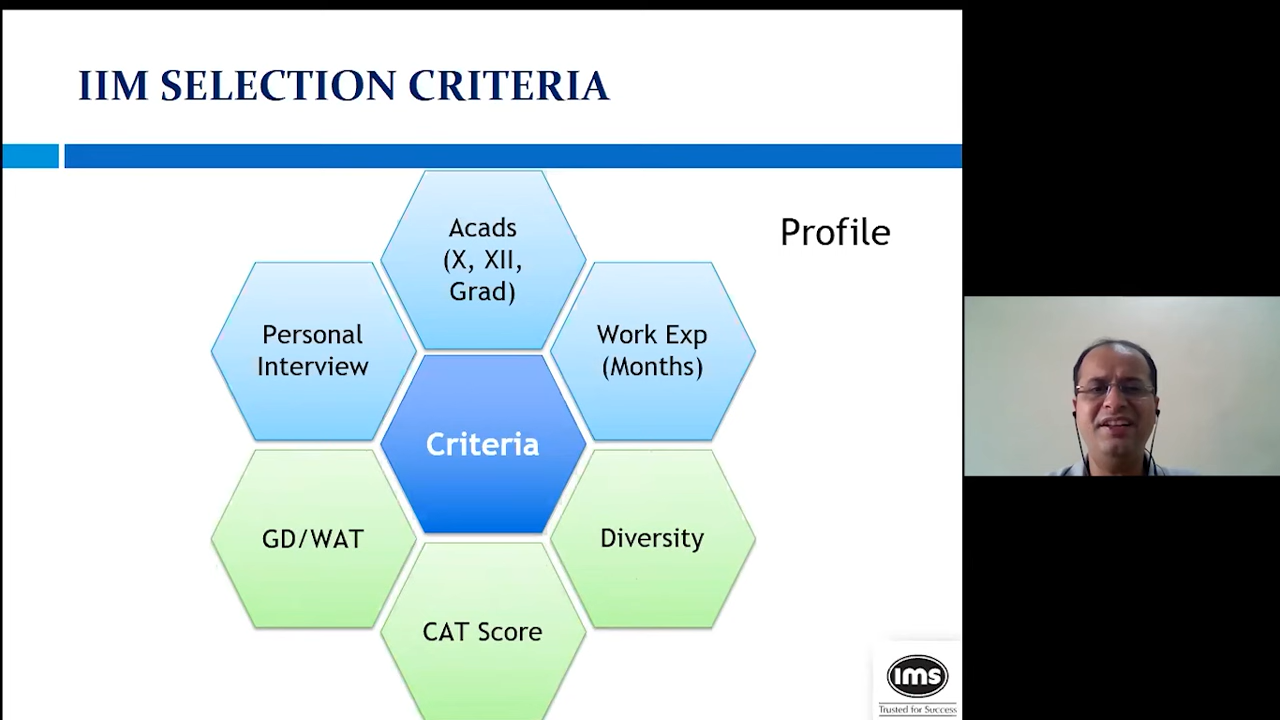 IIM SELECTION CRITERIA
Profile
Acads
(X, XII,
Grad)
Personal
Interview
Work Exp
(Months)
Criteria
GD/WAT
Diversity
CAT Score
ims
Trusted for Success